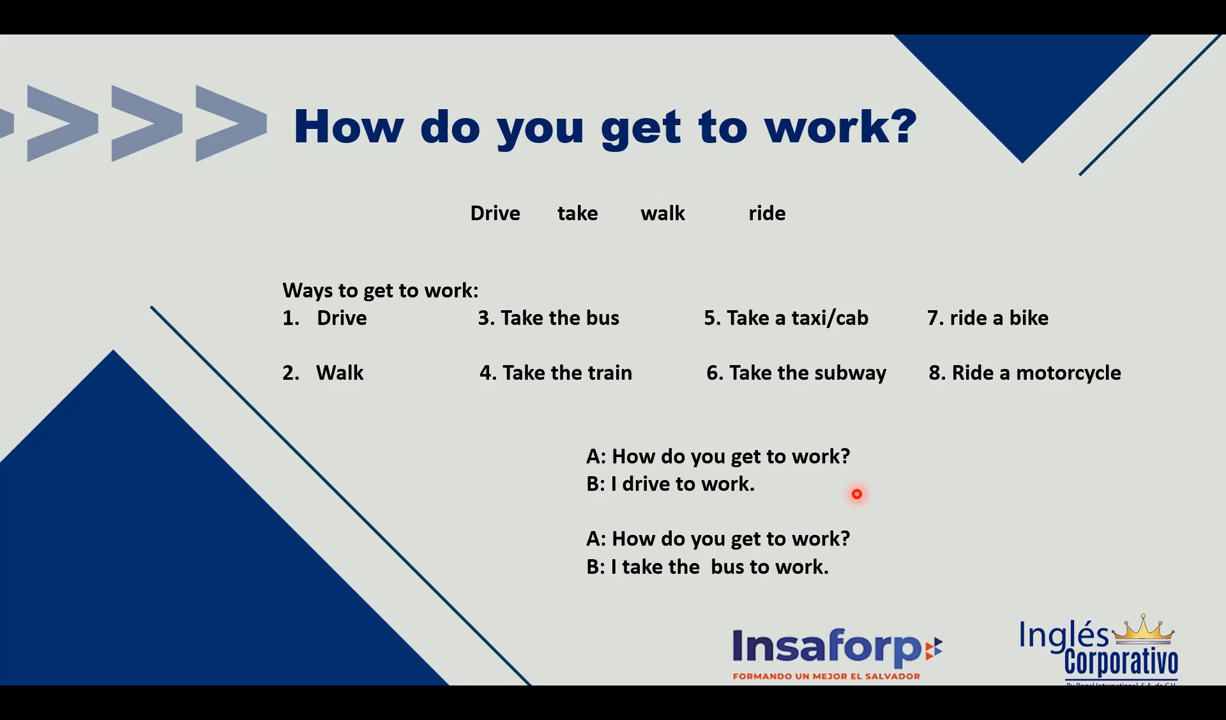 How do you get to work?
Drive take walk ride
Ways to get to work:
1. Drive 3. Take the bus 5. Take a taxi/cab 7. ride a bike
2. Walk 4. Take the train 6. Take the subway 8. Ride a motorcycle
A: How do you get to work?
B: I drive to work.
A: How do you get to work?
B: I take the bus to work.
Insaforp
FORMANDO UN MEJOR EL SALVADOR
Inglés
Corporativo